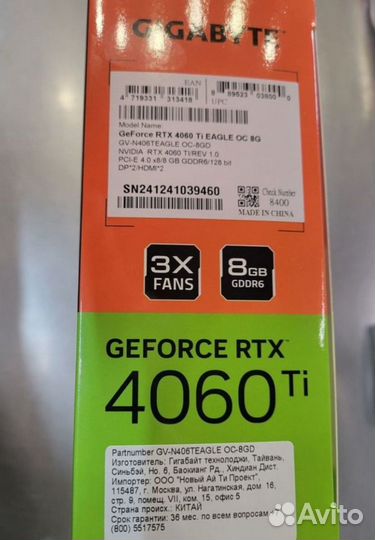 GIGABYTE
EAN
4 719331 313418
8 89523 03850 0
UPC
Model Name:
GeForce RTX 4060 Ti EAGLE OC 8G
GV-N406TEAGLE OC-8GD
NVIDIA RTX 4060 TI/REV 1.0
PCI-E 4.0 x8/8 GB GDDR6/128 bit
DP*2/HDMI*2
SN241241039460
Check Number
8400
MADE IN CHINA
3X
FANS
8GB
GDDR6
GEFORCE RTX™
4060 Ti
Partnumber GV-N406TEAGLE OC-8GD
Изготовитель: Гигабайт технолоджи, Тайвань,
Синьбэй, Но. 6, Баокианг Рд., Хиндиан Дист.
Импортер: ООО "Новый Ай Ти Проект",
115487, г. Москва, ул. Нагатинская, дом 16,
стр. 9, помещ. VII, ком. 15, офис 5
Страна происх.: КИТАЙ
Срок гарантии: 36 мес. по всем вопросам
(800) 5517575
Avito